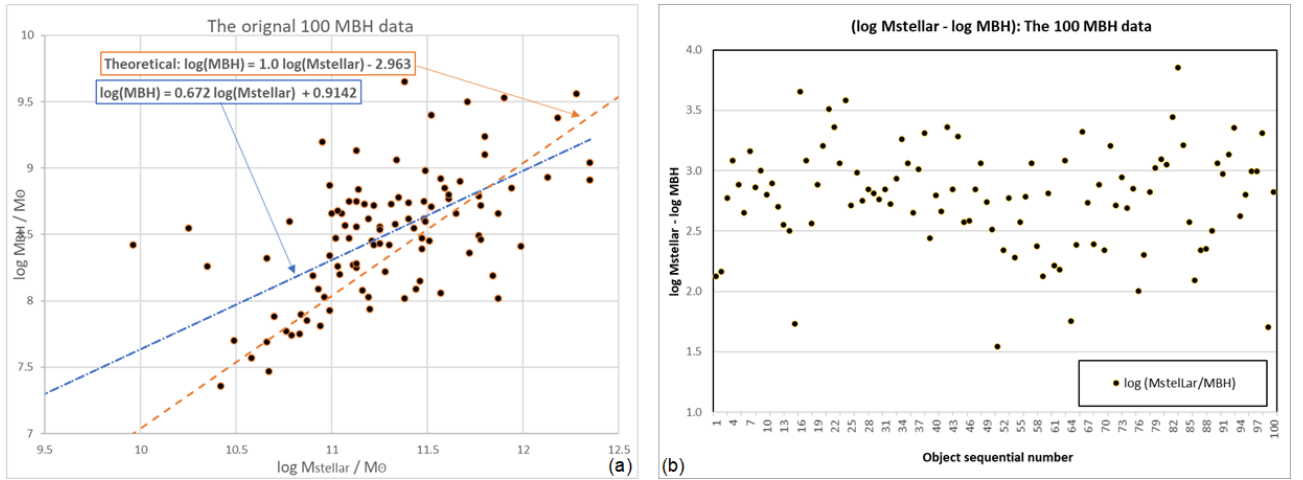 The orignal 100 MBH data
10
9.5
9
8.5
8
7.5
7
log MBH / MΘ
Theoretical: log(MBH) = 1.0 log(Mstellar) - 2.963
log(MBH) = 0.672 log(Mstellar) + 0.9142
9.5 10 10.5 11 11.5 12 12.5
log Mstellar / MΘ
(a)
(log Mstellar - log MBH): The 100 MBH data
4.0
3.5
3.0
2.5
2.0
1.5
1.0
log Mstellar - log MBH
log (MstelLar/MBH)
1 4 7 10 13 16 19 22 25 28 31 34 37 40 43 46 49 52 55 58 61 64 67 70 73 76 79 82 85 88 91 94 97 100
Object sequential number
(b)